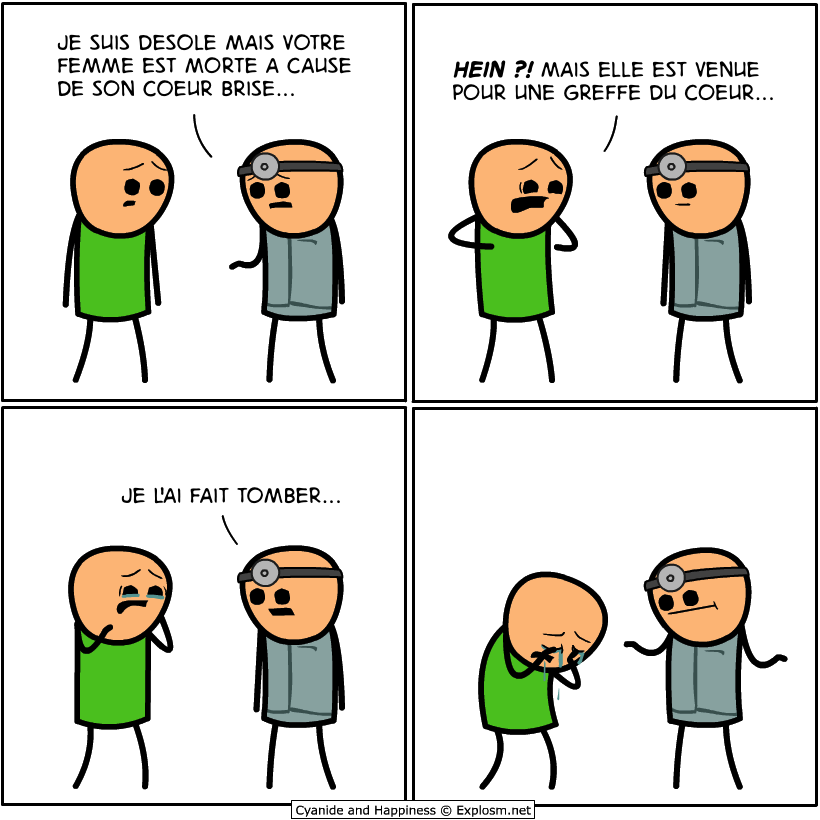 JE SUIS DESOLE MAIS VOTRE
FEMME EST MORTE A CAUSE
DE SON COEUR BRISE...
HEIN ?! MAIS ELLE EST VENUE
POUR UNE GREFFE DU COEUR...
JE L'AI FAIT TOMBER...
Cyanide and Happiness © Explosm.net